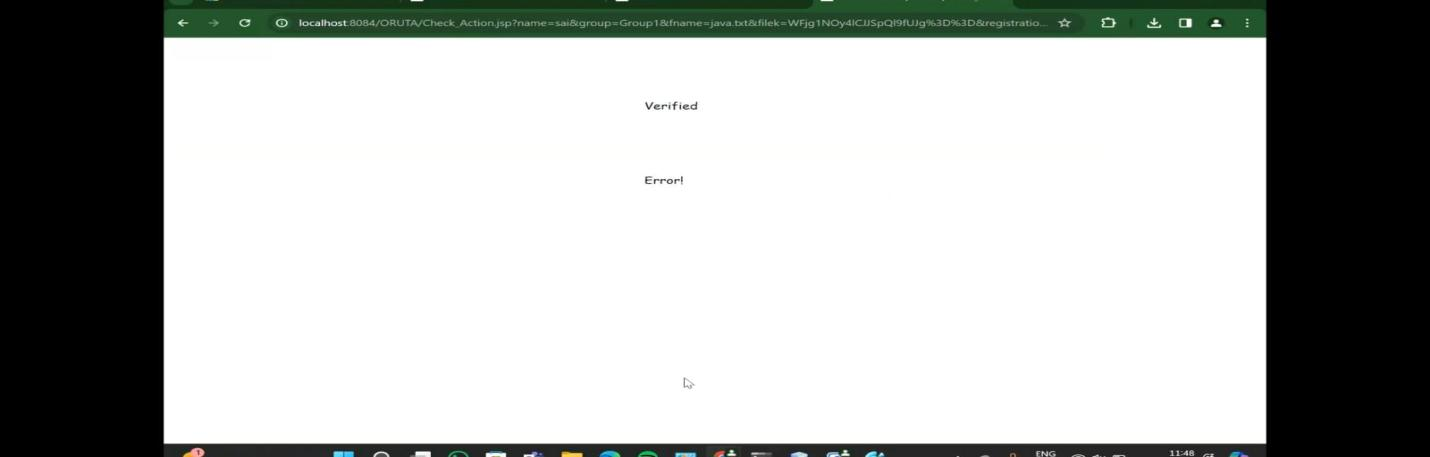 localhost:8084/ORUTA/Check_Action.jsp?name=sai&group=Group1&fname=java.txt&filek=WFjg1NOy4lCJJSpQl9fUJg%3D%3D&registratio...
Verified
Error!
1
ENG
11:48